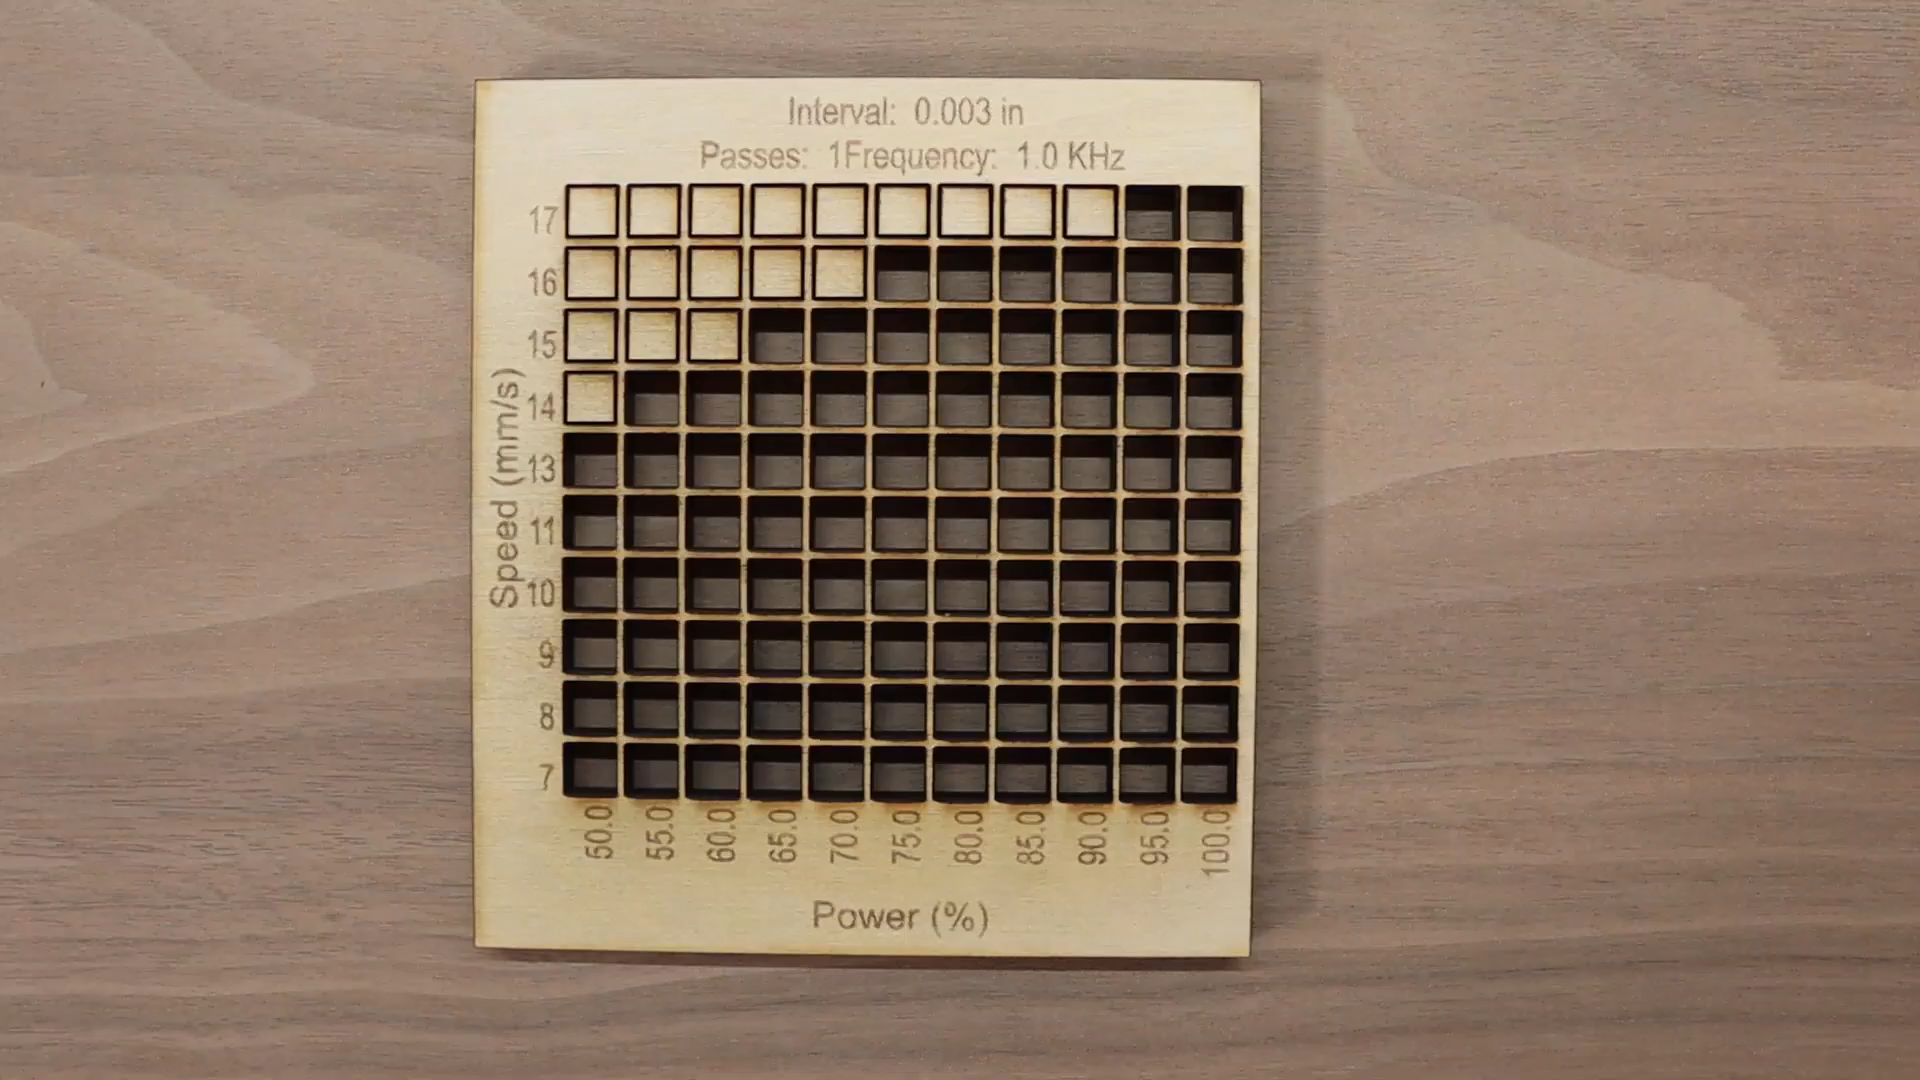 Interval: 0.003 in
Passes: 1Frequency: 1.0 KHz
17
16
15
14
13
11
10
9
8
7
Speed (mm/s)
50.0 55.0 60.0 65.0 70.0 75.0 80.0 85.0 90.0 95.0 100.0
Power (%)